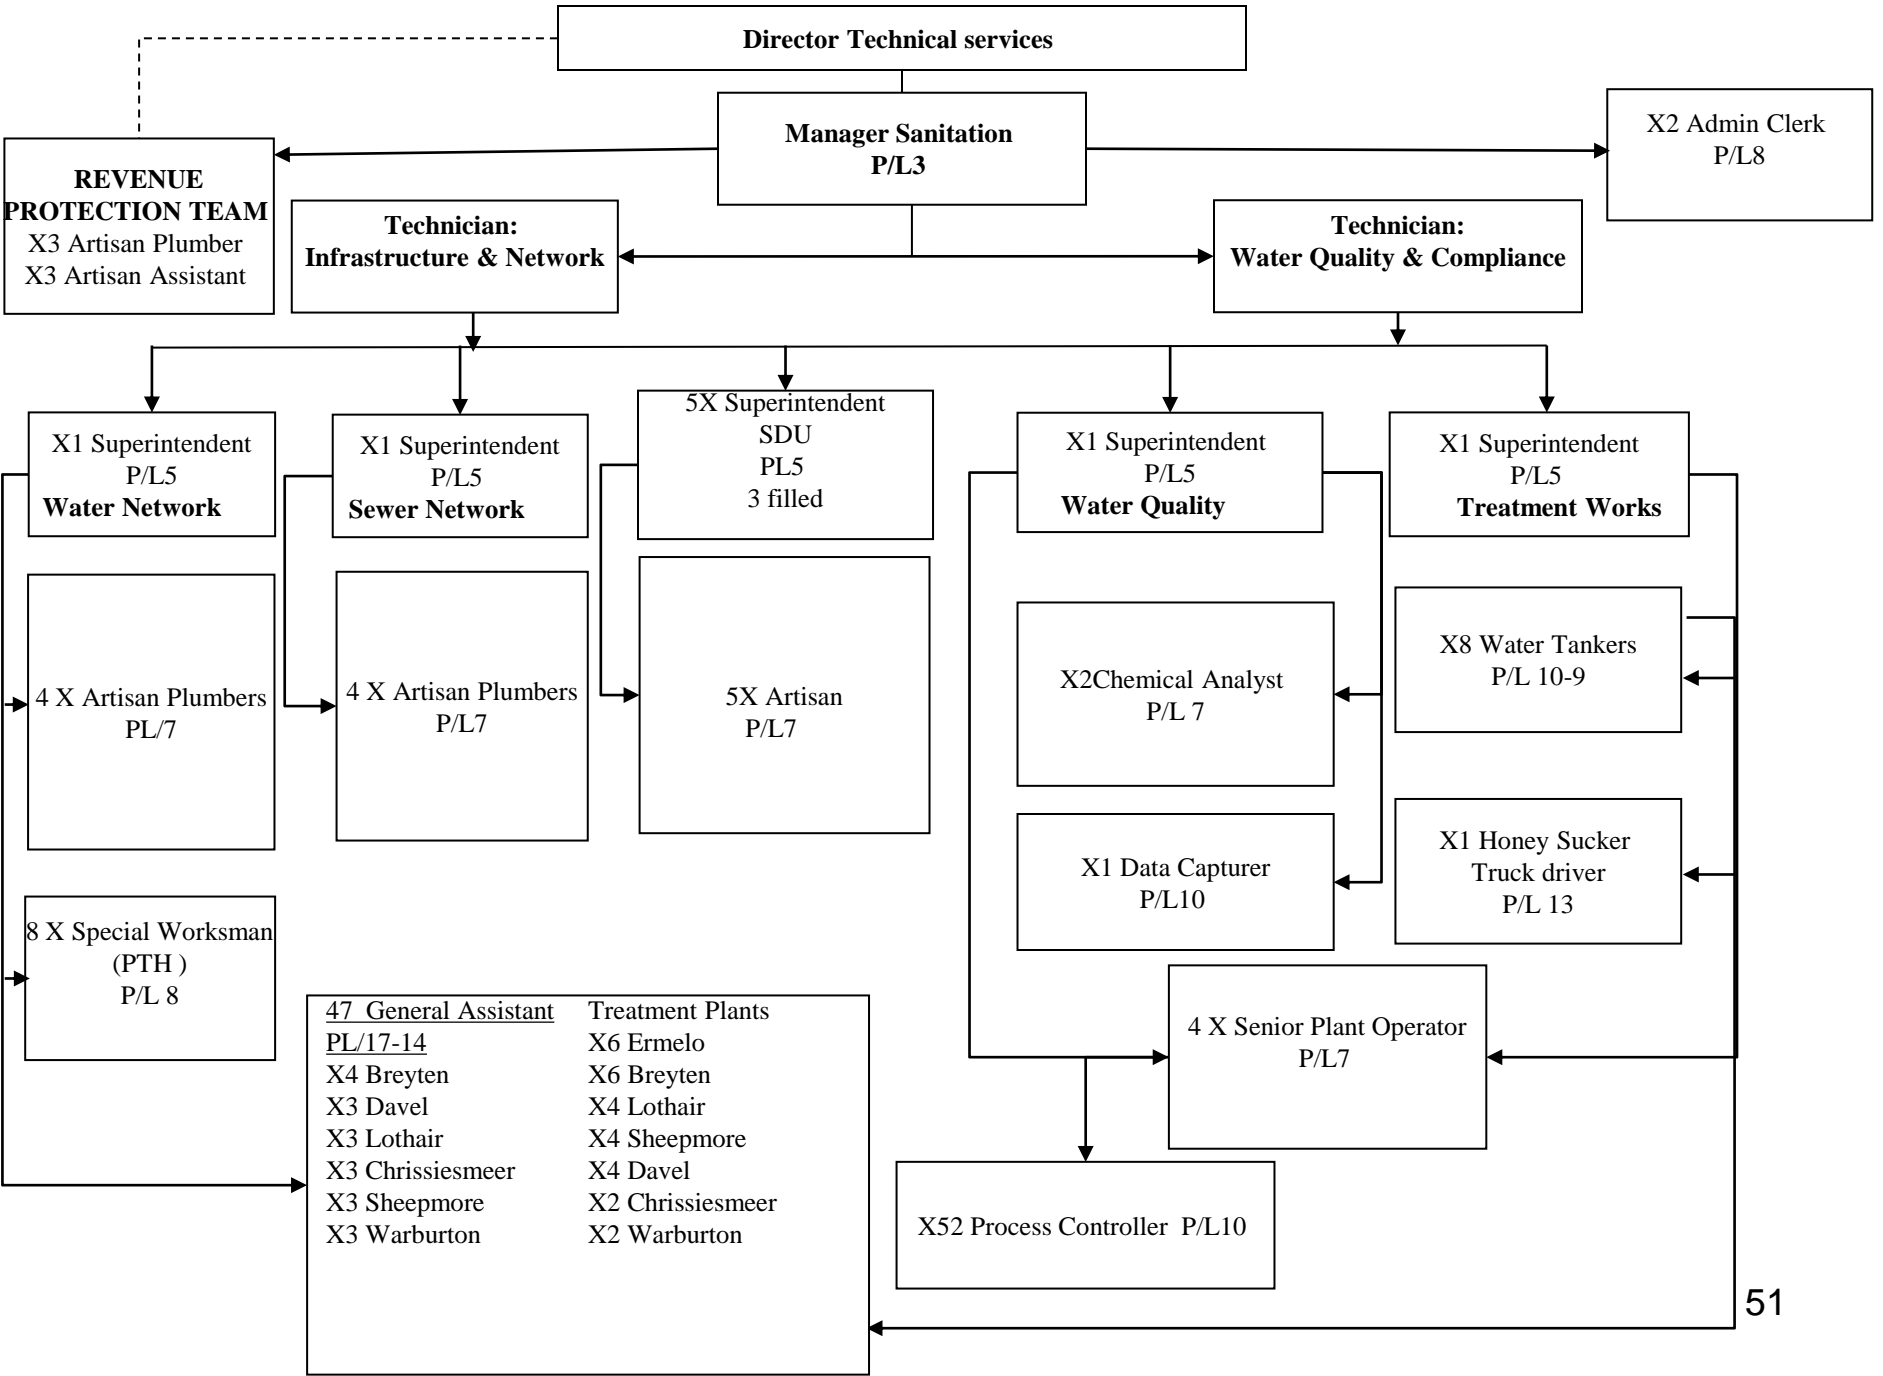 Director Technical services
Manager Sanitation
P/L3
X2 Admin Clerk
P/L8
REVENUE
PROTECTION TEAM
X3 Artisan Plumber
X3 Artisan Assistant
Technician:
Infrastructure & Network
Technician:
Water Quality & Compliance
X1 Superintendent
P/L5
Water Network
X1 Superintendent
P/L5
Sewer Network
5X Superintendent
SDU
PL5
3 filled
X1 Superintendent
P/L5
Water Quality
X1 Superintendent
P/L5
Treatment Works
4 X Artisan Plumbers
PL/7
4 X Artisan Plumbers
P/L7
5X Artisan
P/L7
X2Chemical Analyst
P/L 7
X8 Water Tankers
P/L 10-9
X1 Data Capturer
P/L10
X1 Honey Sucker
Truck driver
P/L 13
8 X Special Worksman
(PTH )
P/L 8
47 General Assistant
PL/17-14
X4 Breyten
X3 Davel
X3 Lothair
X3 Chrissiesmeer
X3 Sheepmore
X3 Warburton
Treatment Plants
X6 Ermelo
X6 Breyten
X4 Lothair
X4 Sheepmore
X4 Davel
X2 Chrissiesmeer
X2 Warburton
4 X Senior Plant Operator
P/L7
X52 Process Controller P/L10
51